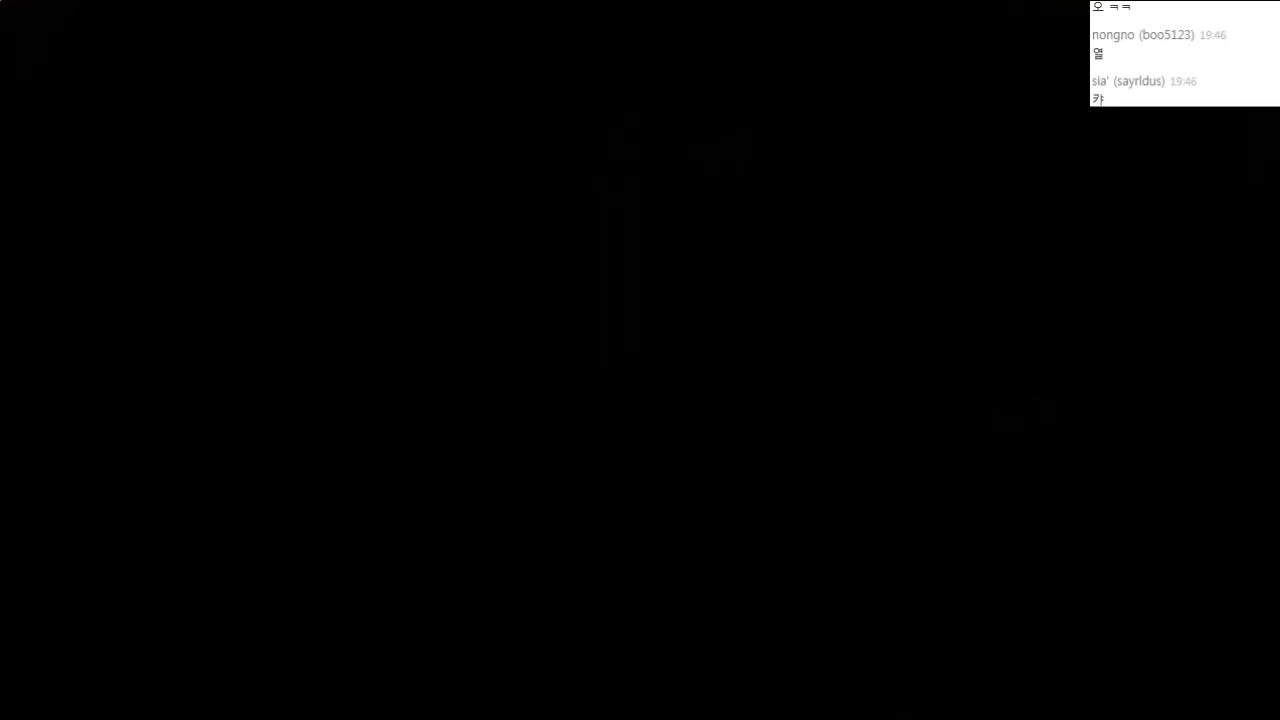 오 ㅋㅋ
nongno (boo5123) 19:46
열
sia' (sayrldus) 19:46
캬